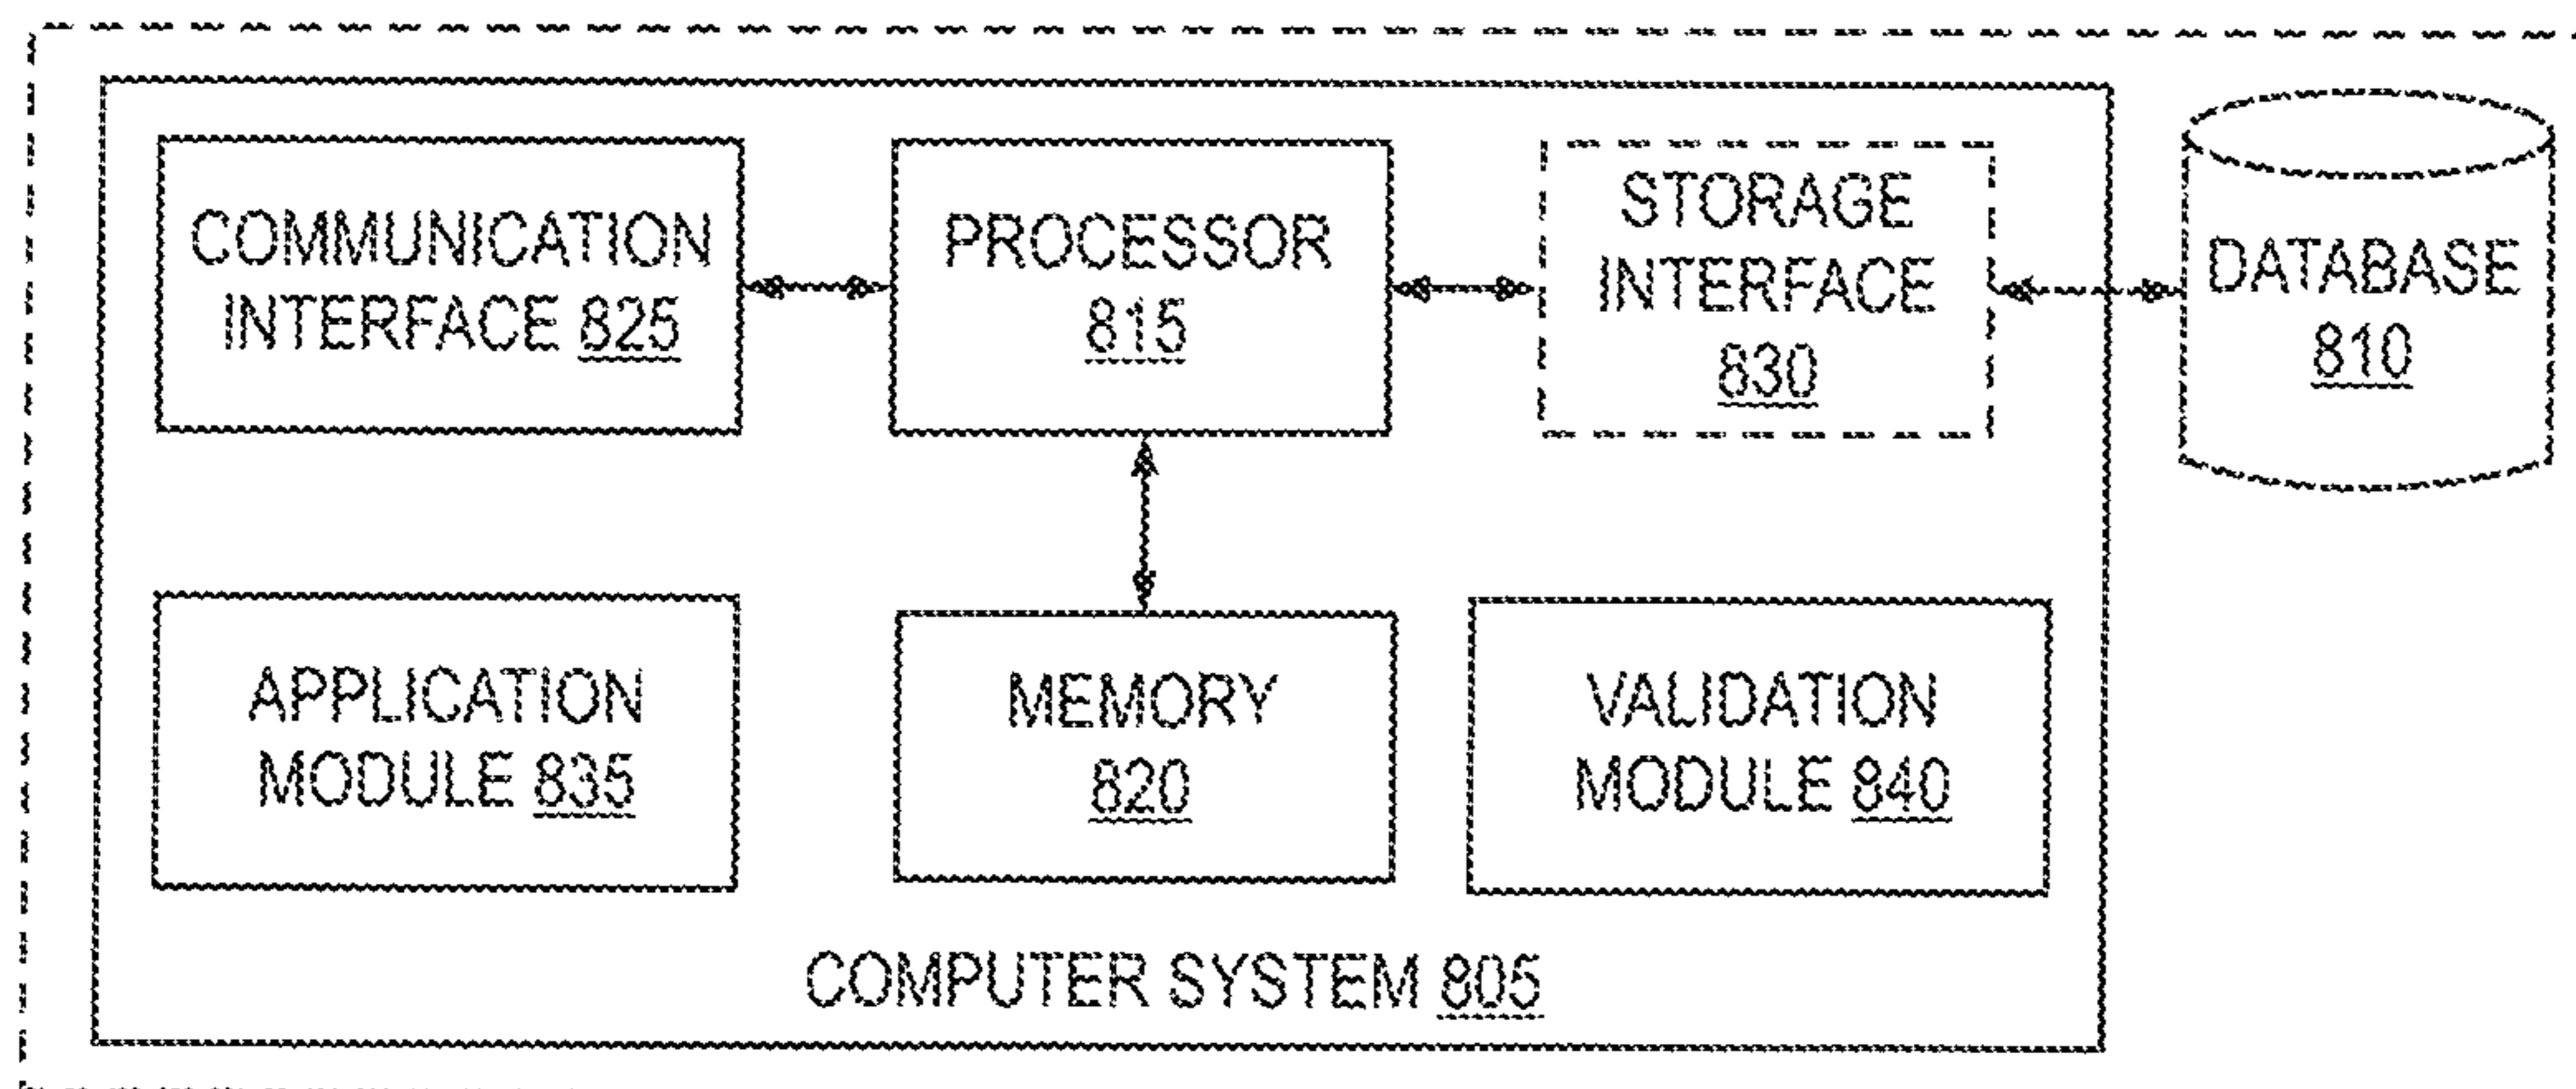 COMMUNICATION
INTERFACE 825
PROCESSOR
815
STORAGE
INTERFACE
830
DATABASE
810
APPLICATION
MODULE 835
MEMORY
820
VALIDATION
MODULE 840
COMPUTER SYSTEM 805